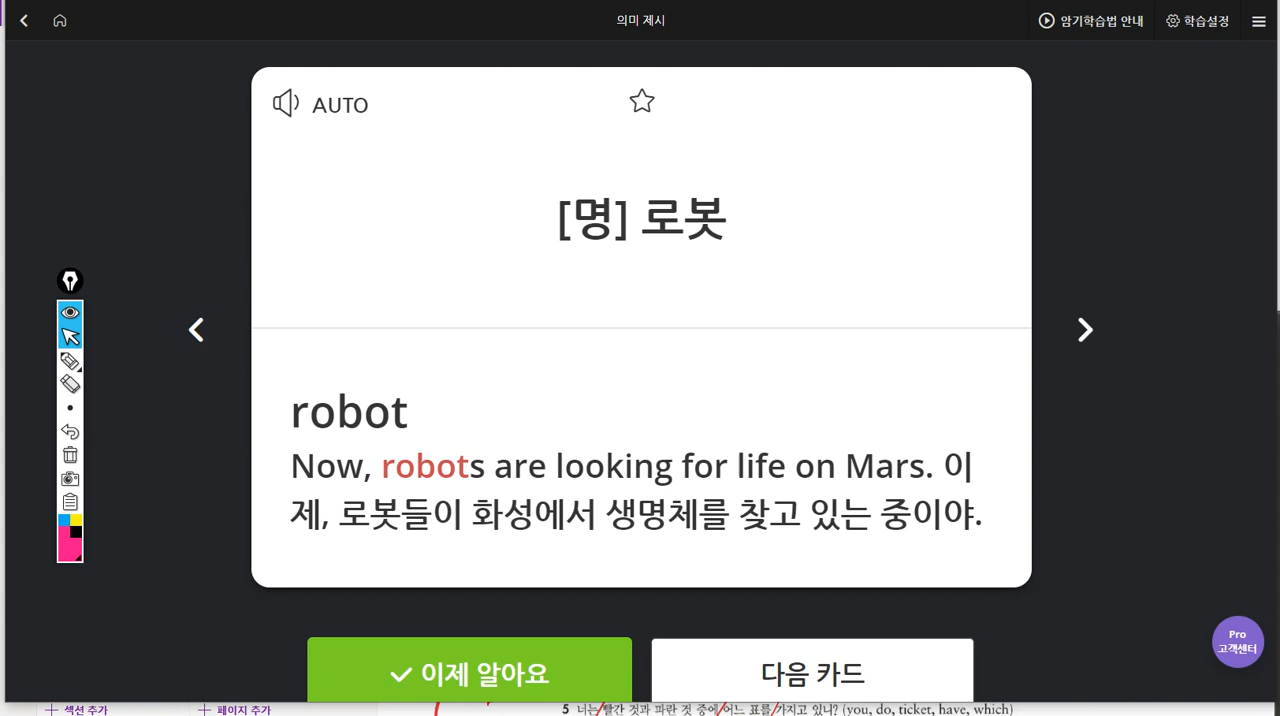 의미 제시
암기학습법 안내
학습설정
AUTO
[명] 로봇
robot
Now, robots are looking for life on Mars. 이
제, 로봇들이 화성에서 생명체를 찾고 있는 중이야.
Pro
고객센터
이제 알아요
다음 카드
섹션 추가
페이지 추가
5 너는 빨간 것과 파란 것 중에 어느 표를 가지고 있니? (you, do, ticket, have, which)